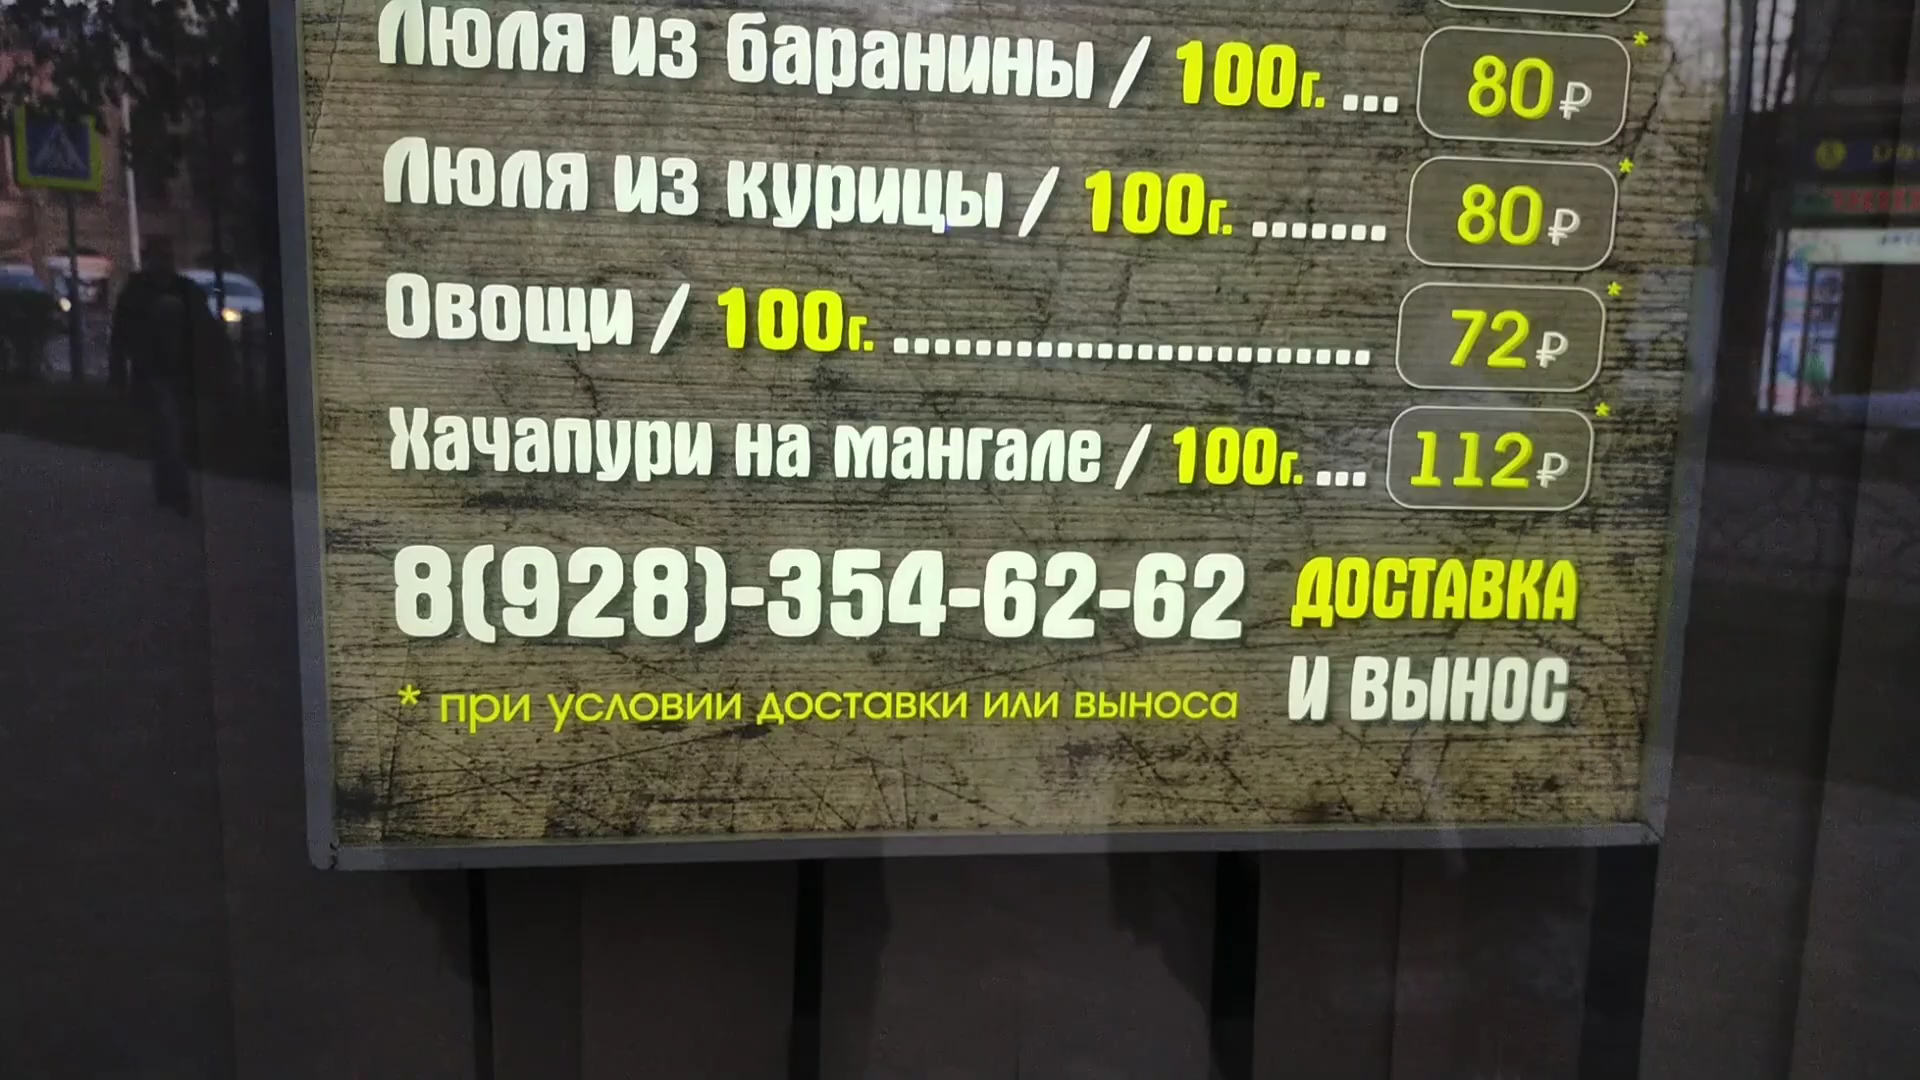 Люля из баранины / 100г. ... 80₽*
Люля из курицы / 100г. ....... 80₽*
Овощи / 100г. .......................... 72₽*
Хачапури на мангале / 100г. ... 112₽*
8(928)-354-62-62
ДОСТАВКА
И ВЫНОС
* при условии доставки или выноса